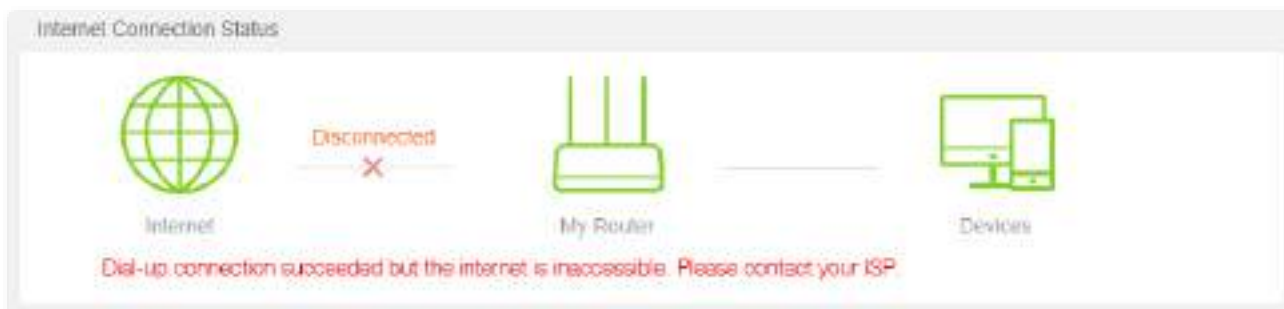 Internet Connection Status
Disconnected
Internet
My Router
Devices
Dial-up connection succeeded but the internet is inaccessible. Please contact your ISP.